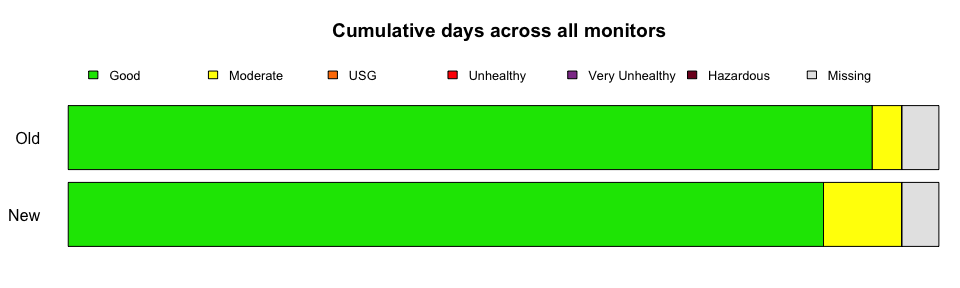 Cumulative days across all monitors
Good Moderate USG Unhealthy Very Unhealthy Hazardous Missing
Old
New